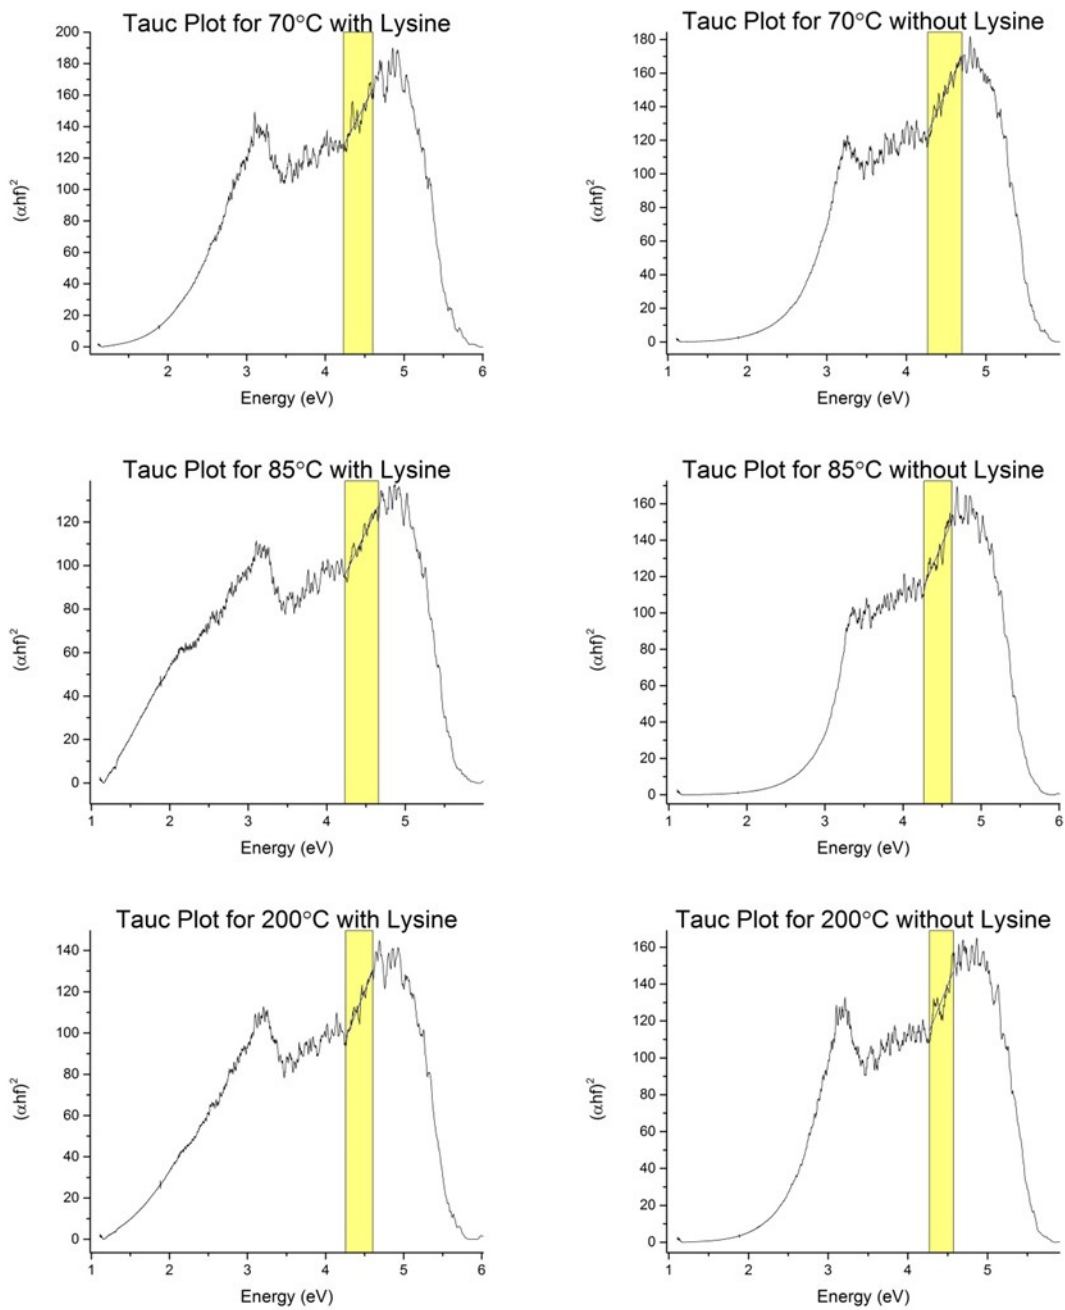 Tauc Plot for 70°C with Lysine
200
180
160
140
120
100
80
60
40
20
0
(αhf)²
2 3 4 5 6
Energy (eV)
Tauc Plot for 70°C without Lysine
180
160
140
120
100
80
60
40
20
0
(αhf)²
1 2 3 4 5
Energy (eV)
Tauc Plot for 85°C with Lysine
120
100
80
60
40
20
0
(αhf)²
1 2 3 4 5
Energy (eV)
Tauc Plot for 85°C without Lysine
160
140
120
100
80
60
40
20
0
(αhf)²
1 2 3 4 5 6
Energy (eV)
Tauc Plot for 200°C with Lysine
140
120
100
80
60
40
20
0
(αhf)²
1 2 3 4 5 6
Energy (eV)
Tauc Plot for 200°C without Lysine
160
140
120
100
80
60
40
20
0
(αhf)²
1 2 3 4 5
Energy (eV)